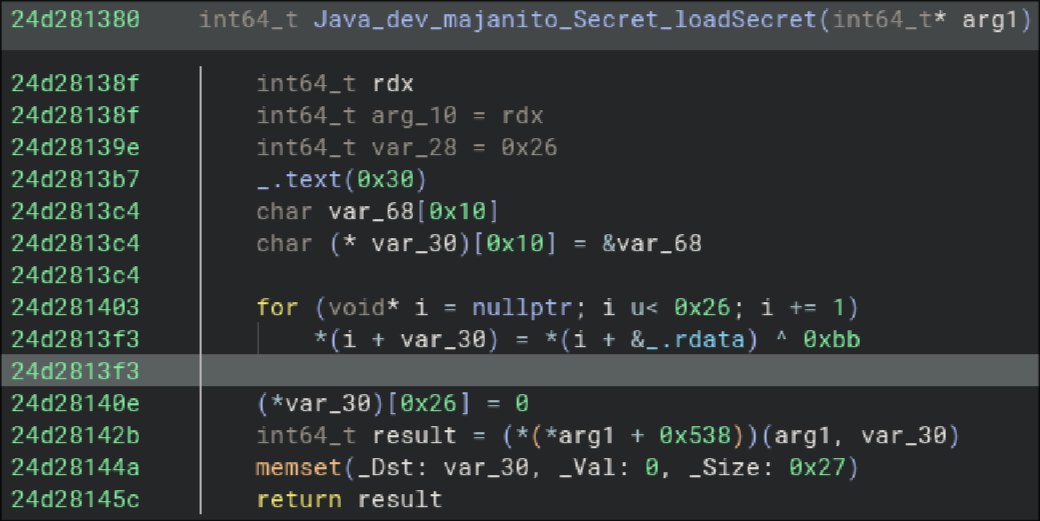 24d281380 int64_t Java_dev_majanito_Secret_loadSecret(int64_t* arg1)
24d28138f int64_t rdx
24d28138f int64_t arg_10 = rdx
24d28139e int64_t var_28 = 0x26
24d2813b7 _.text(0x30)
24d2813c4 char var_68[0x10]
24d2813c4 char (* var_30)[0x10] = &var_68
24d2813c4
24d281403 for (void* i = nullptr; i u< 0x26; i += 1)
24d2813f3 *(i + var_30) = *(i + &_.rdata) ^ 0xbb
24d2813f3
24d28140e (*var_30)[0x26] = 0
24d28142b int64_t result = (*(*arg1 + 0x538))(arg1, var_30)
24d28144a memset(_Dst: var_30, _Val: 0, _Size: 0x27)
24d28145c return result